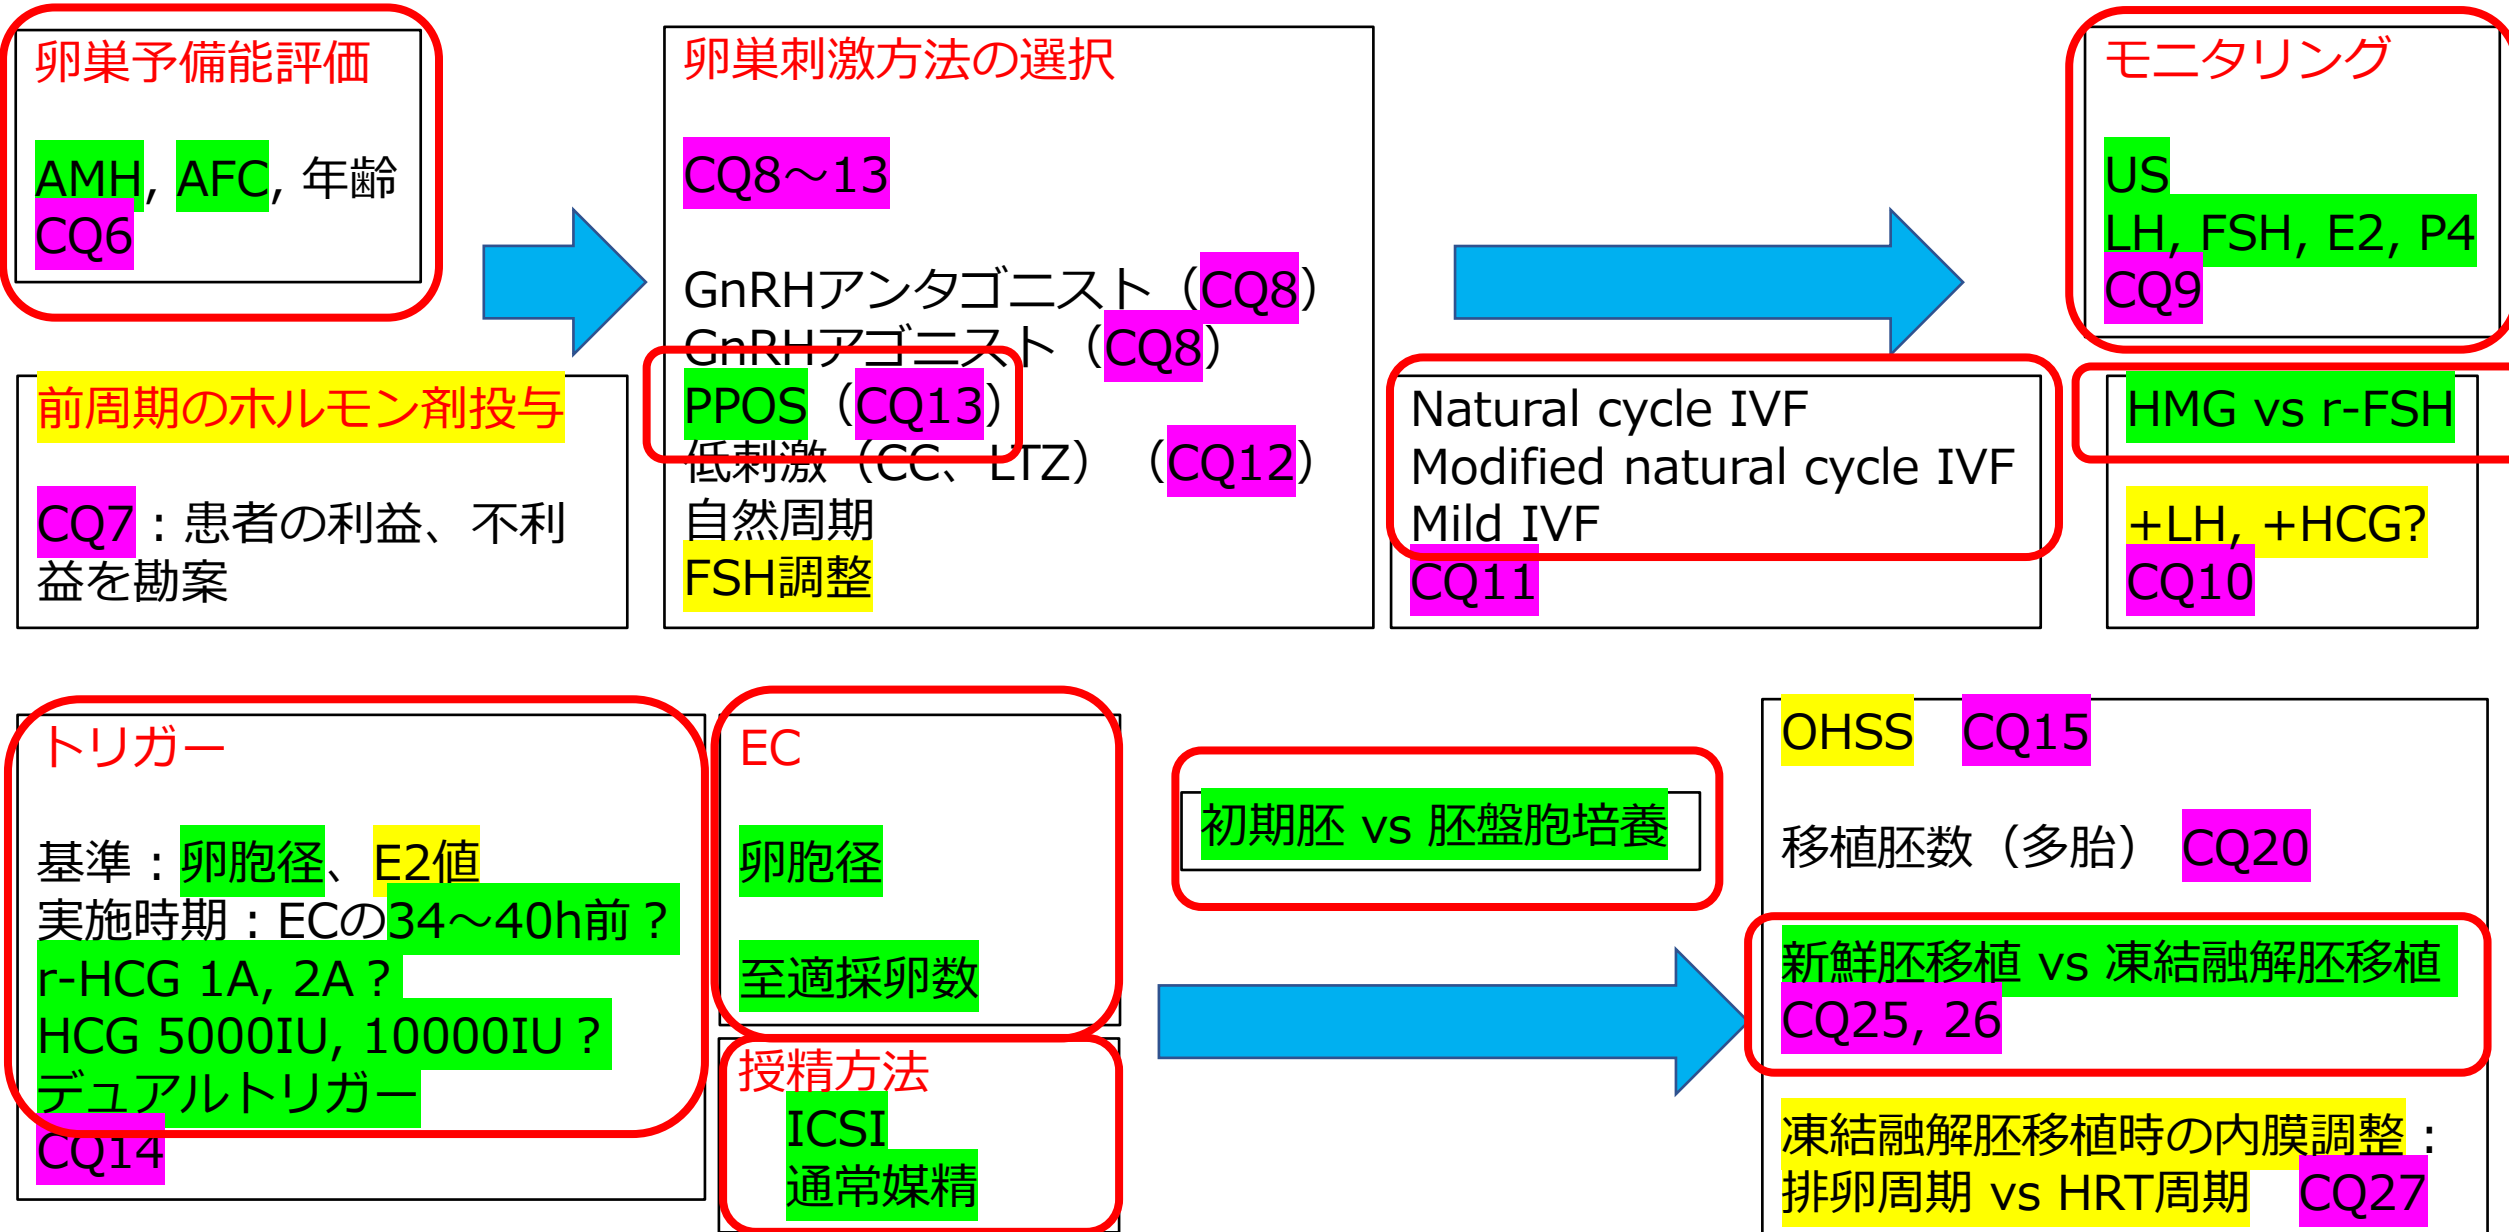 卵巣予備能評価
AMH, AFC, 年齢
CQ6
卵巣刺激方法の選択
CQ8～13
GnRHアンタゴニスト（CQ8）
GnRHアゴニスト（CQ8）
PPOS（CQ13）
低刺激（CC、LTZ）（CQ12）
自然周期
FSH調整
モニタリング
US
LH, FSH, E2, P4
CQ9
前周期のホルモン剤投与
CQ7：患者の利益、不利
益を勘案
Natural cycle IVF
Modified natural cycle IVF
Mild IVF
CQ11
HMG vs r-FSH
+LH, +HCG?
CQ10
トリガー
基準：卵胞径、E2値
実施時期：ECの34～40h前？
r-HCG 1A, 2A？
HCG 5000IU, 10000IU？
デュアルトリガー
CQ14
EC
卵胞径
至適採卵数
授精方法
ICSI
通常媒精
初期胚 vs 胚盤胞培養
OHSS CQ15
移植胚数（多胎） CQ20
新鮮胚移植 vs 凍結融解胚移植
CQ25, 26
凍結融解胚移植時の内膜調整：
排卵周期 vs HRT周期 CQ27